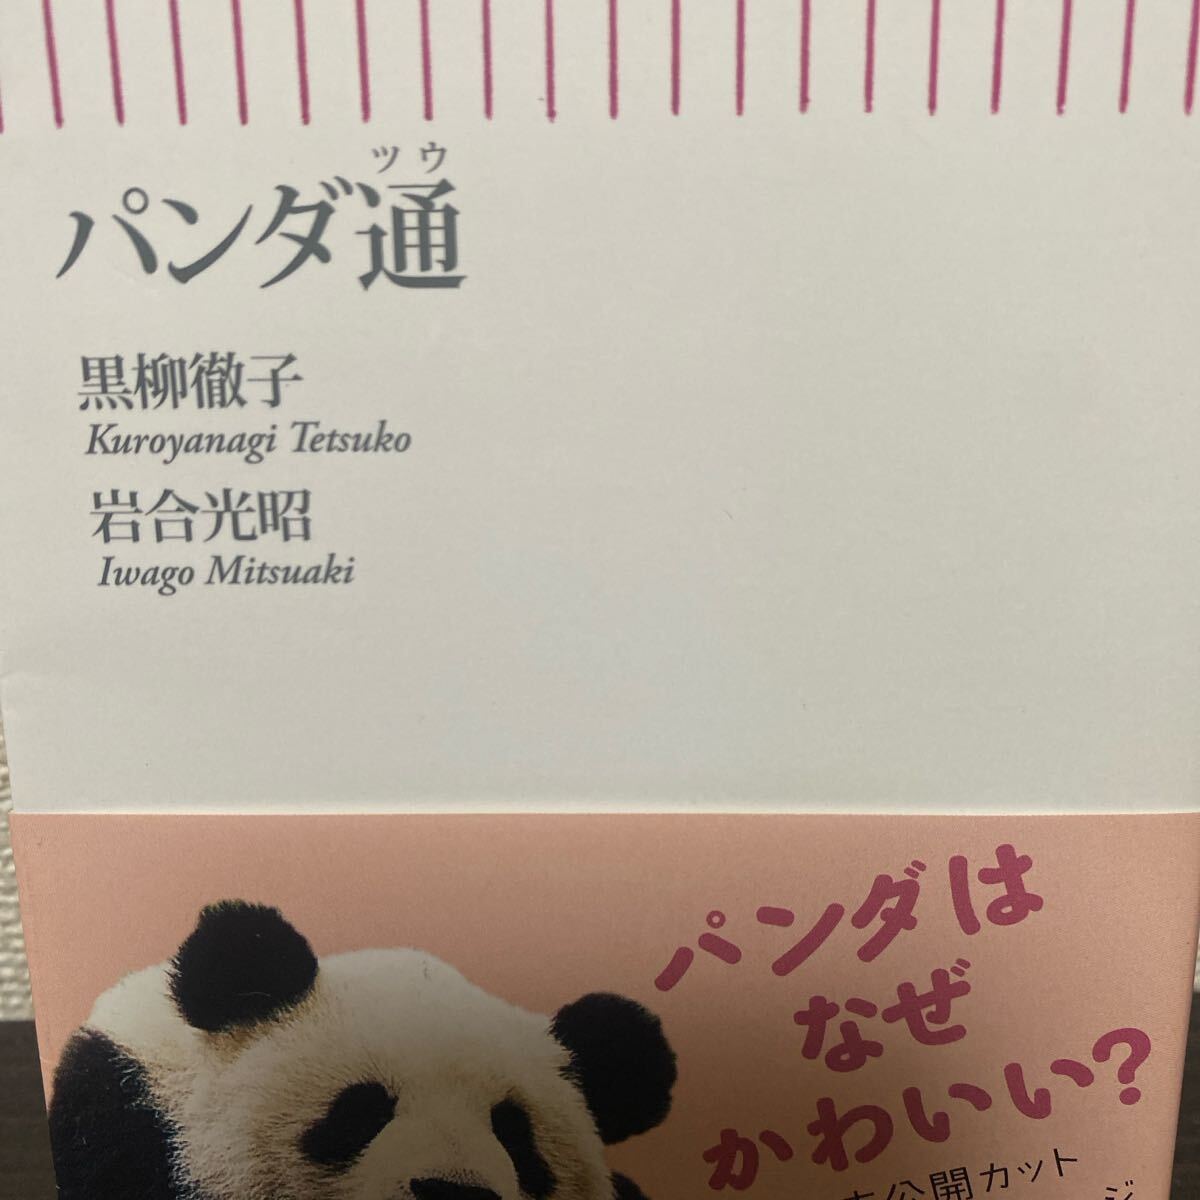 ツウ
パンダ通
黒柳徹子
Kuroyanagi Tetsuko
岩合光昭
Iwago Mitsuaki
パンダは
なぜ
かわいい?
公開カット